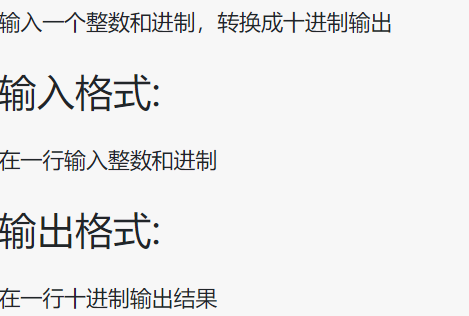 输入一个整数和进制，转换成十进制输出
输入格式:
在一行输入整数和进制
输出格式:
在一行十进制输出结果